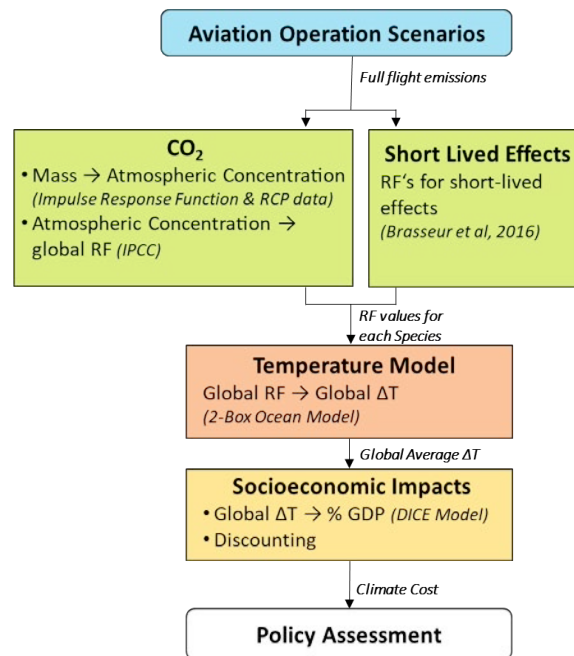 Aviation Operation Scenarios
Full flight emissions
CO₂
• Mass → Atmospheric Concentration
(Impulse Response Function & RCP data)
• Atmospheric Concentration →
global RF (IPCC)
Short Lived Effects
RF's for short-lived
effects
(Brasseur et al, 2016)
RF values for
each Species
Temperature Model
Global RF → Global ΔT
(2-Box Ocean Model)
Global Average ΔT
Socioeconomic Impacts
• Global ΔT → % GDP (DICE Model)
• Discounting
Climate Cost
Policy Assessment